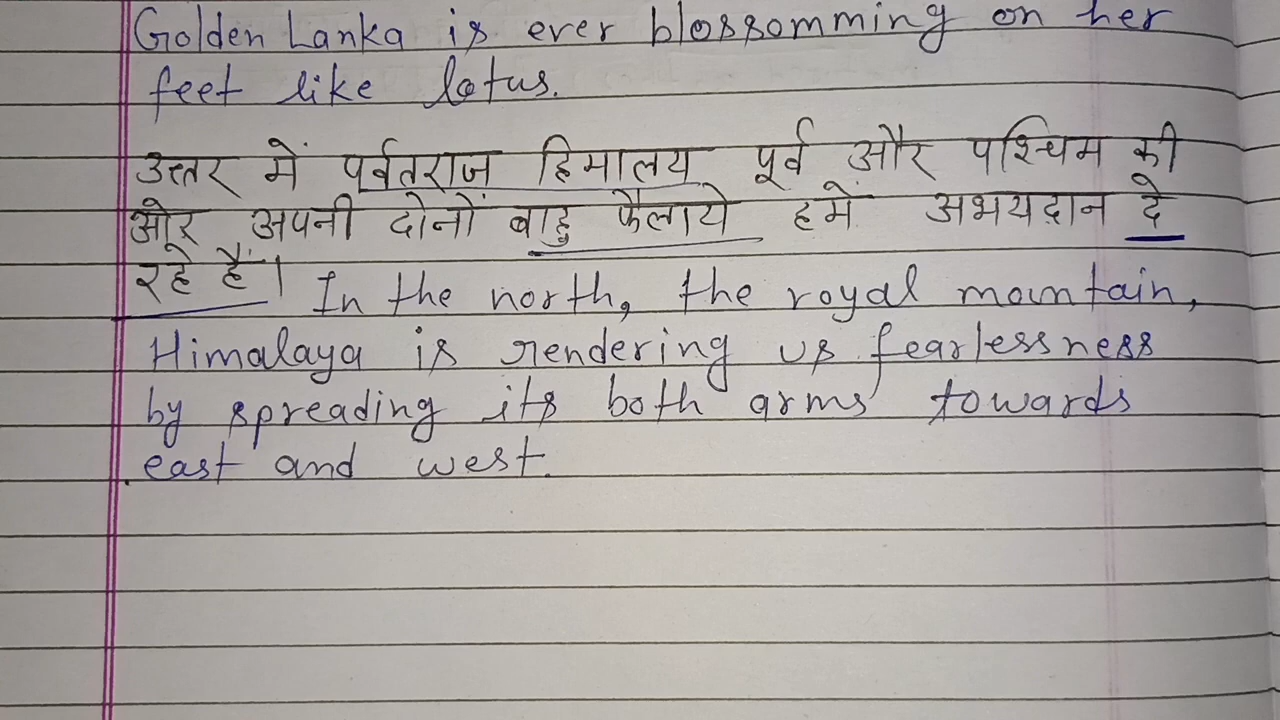 Golden Lanka is ever blossomming on her
feet like lotus.
उत्तर में पर्वतराज हिमालय पूर्व और पश्चिम की
ओर अपनी दोनों बाहु फैलाये हमें अभयदान दे
रहे हैं। In the north, the royal mountain,
Himalaya is rendering us fearlessness
by spreading its both arms towards
east and west.